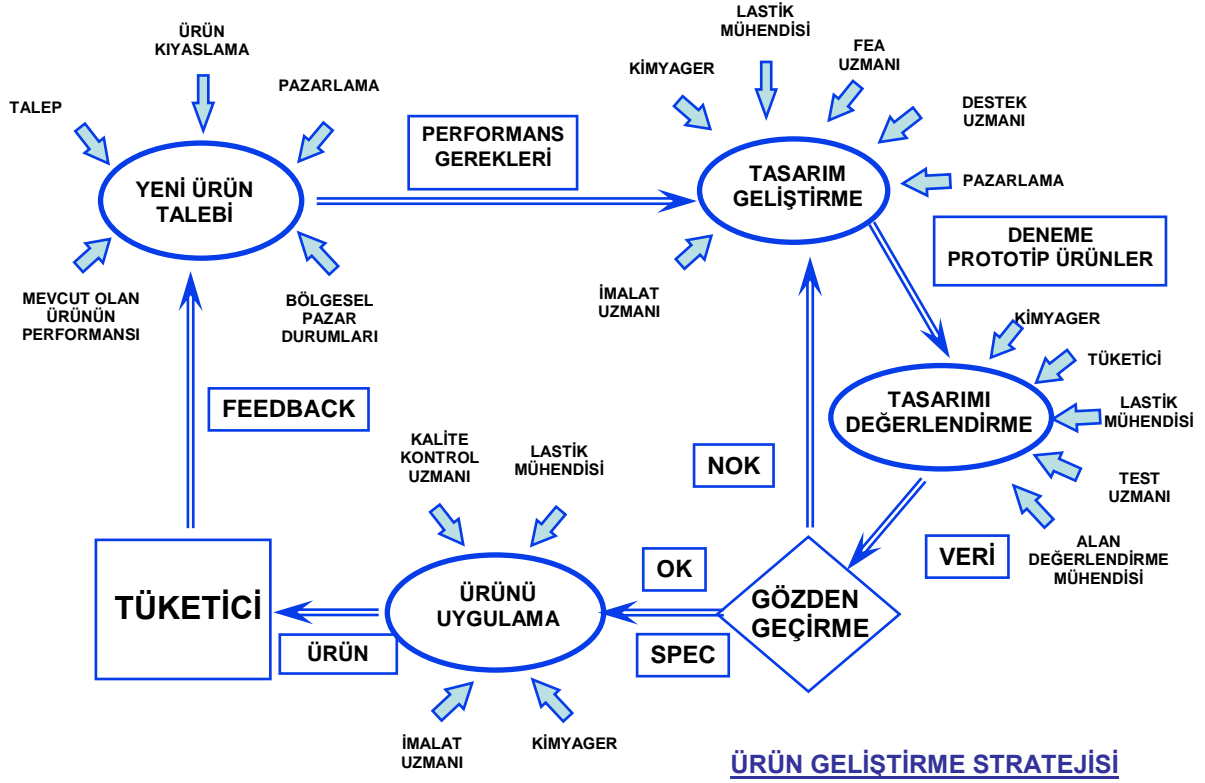 ÜRÜN
KIYASLAMA
TALEP
PAZARLAMA
YENİ ÜRÜN
TALEBİ
MEVCUT OLAN
ÜRÜNÜN
PERFORMANSI
BÖLGESEL
PAZAR
DURUMLARI
PERFORMANS
GEREKLERİ
LASTİK
MÜHENDİSİ
KİMYAGER
FEA
UZMANI
DESTEK
UZMANI
PAZARLAMA
TASARIM
GELİŞTİRME
İMALAT
UZMANI
DENEME
PROTOTİP ÜRÜNLER
KİMYAGER
TÜKETİCİ
LASTİK
MÜHENDİSİ
TASARIMI
DEĞERLENDİRME
TEST
UZMANI
ALAN
DEĞERLENDİRME
MÜHENDİSİ
VERİ
NOK
GÖZDEN
GEÇİRME
OK
SPEC
KALİTE
KONTROL
UZMANI
LASTİK
MÜHENDİSİ
ÜRÜNÜ
UYGULAMA
İMALAT
UZMANI
KİMYAGER
ÜRÜN
TÜKETİCİ
FEEDBACK
ÜRÜN GELİŞTİRME STRATEJİSİ